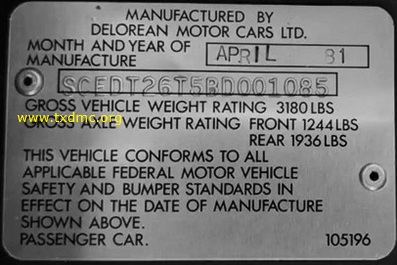 MANUFACTURED BY
DELOREAN MOTOR CARS LTD.
MONTH AND YEAR OF
MANUFACTURE APRIL 81
SCEDT26T5BD001085
GROSS VEHICLE WEIGHT RATING 3180 LBS
www.txdmc.org
GROSS AXLE WEIGHT RATING FRONT 1244 LBS
REAR 1936 LBS
THIS VEHICLE CONFORMS TO ALL
APPLICABLE FEDERAL MOTOR VEHICLE
SAFETY AND BUMPER STANDARDS IN
EFFECT ON THE DATE OF MANUFACTURE
SHOWN ABOVE.
PASSENGER CAR. 105196